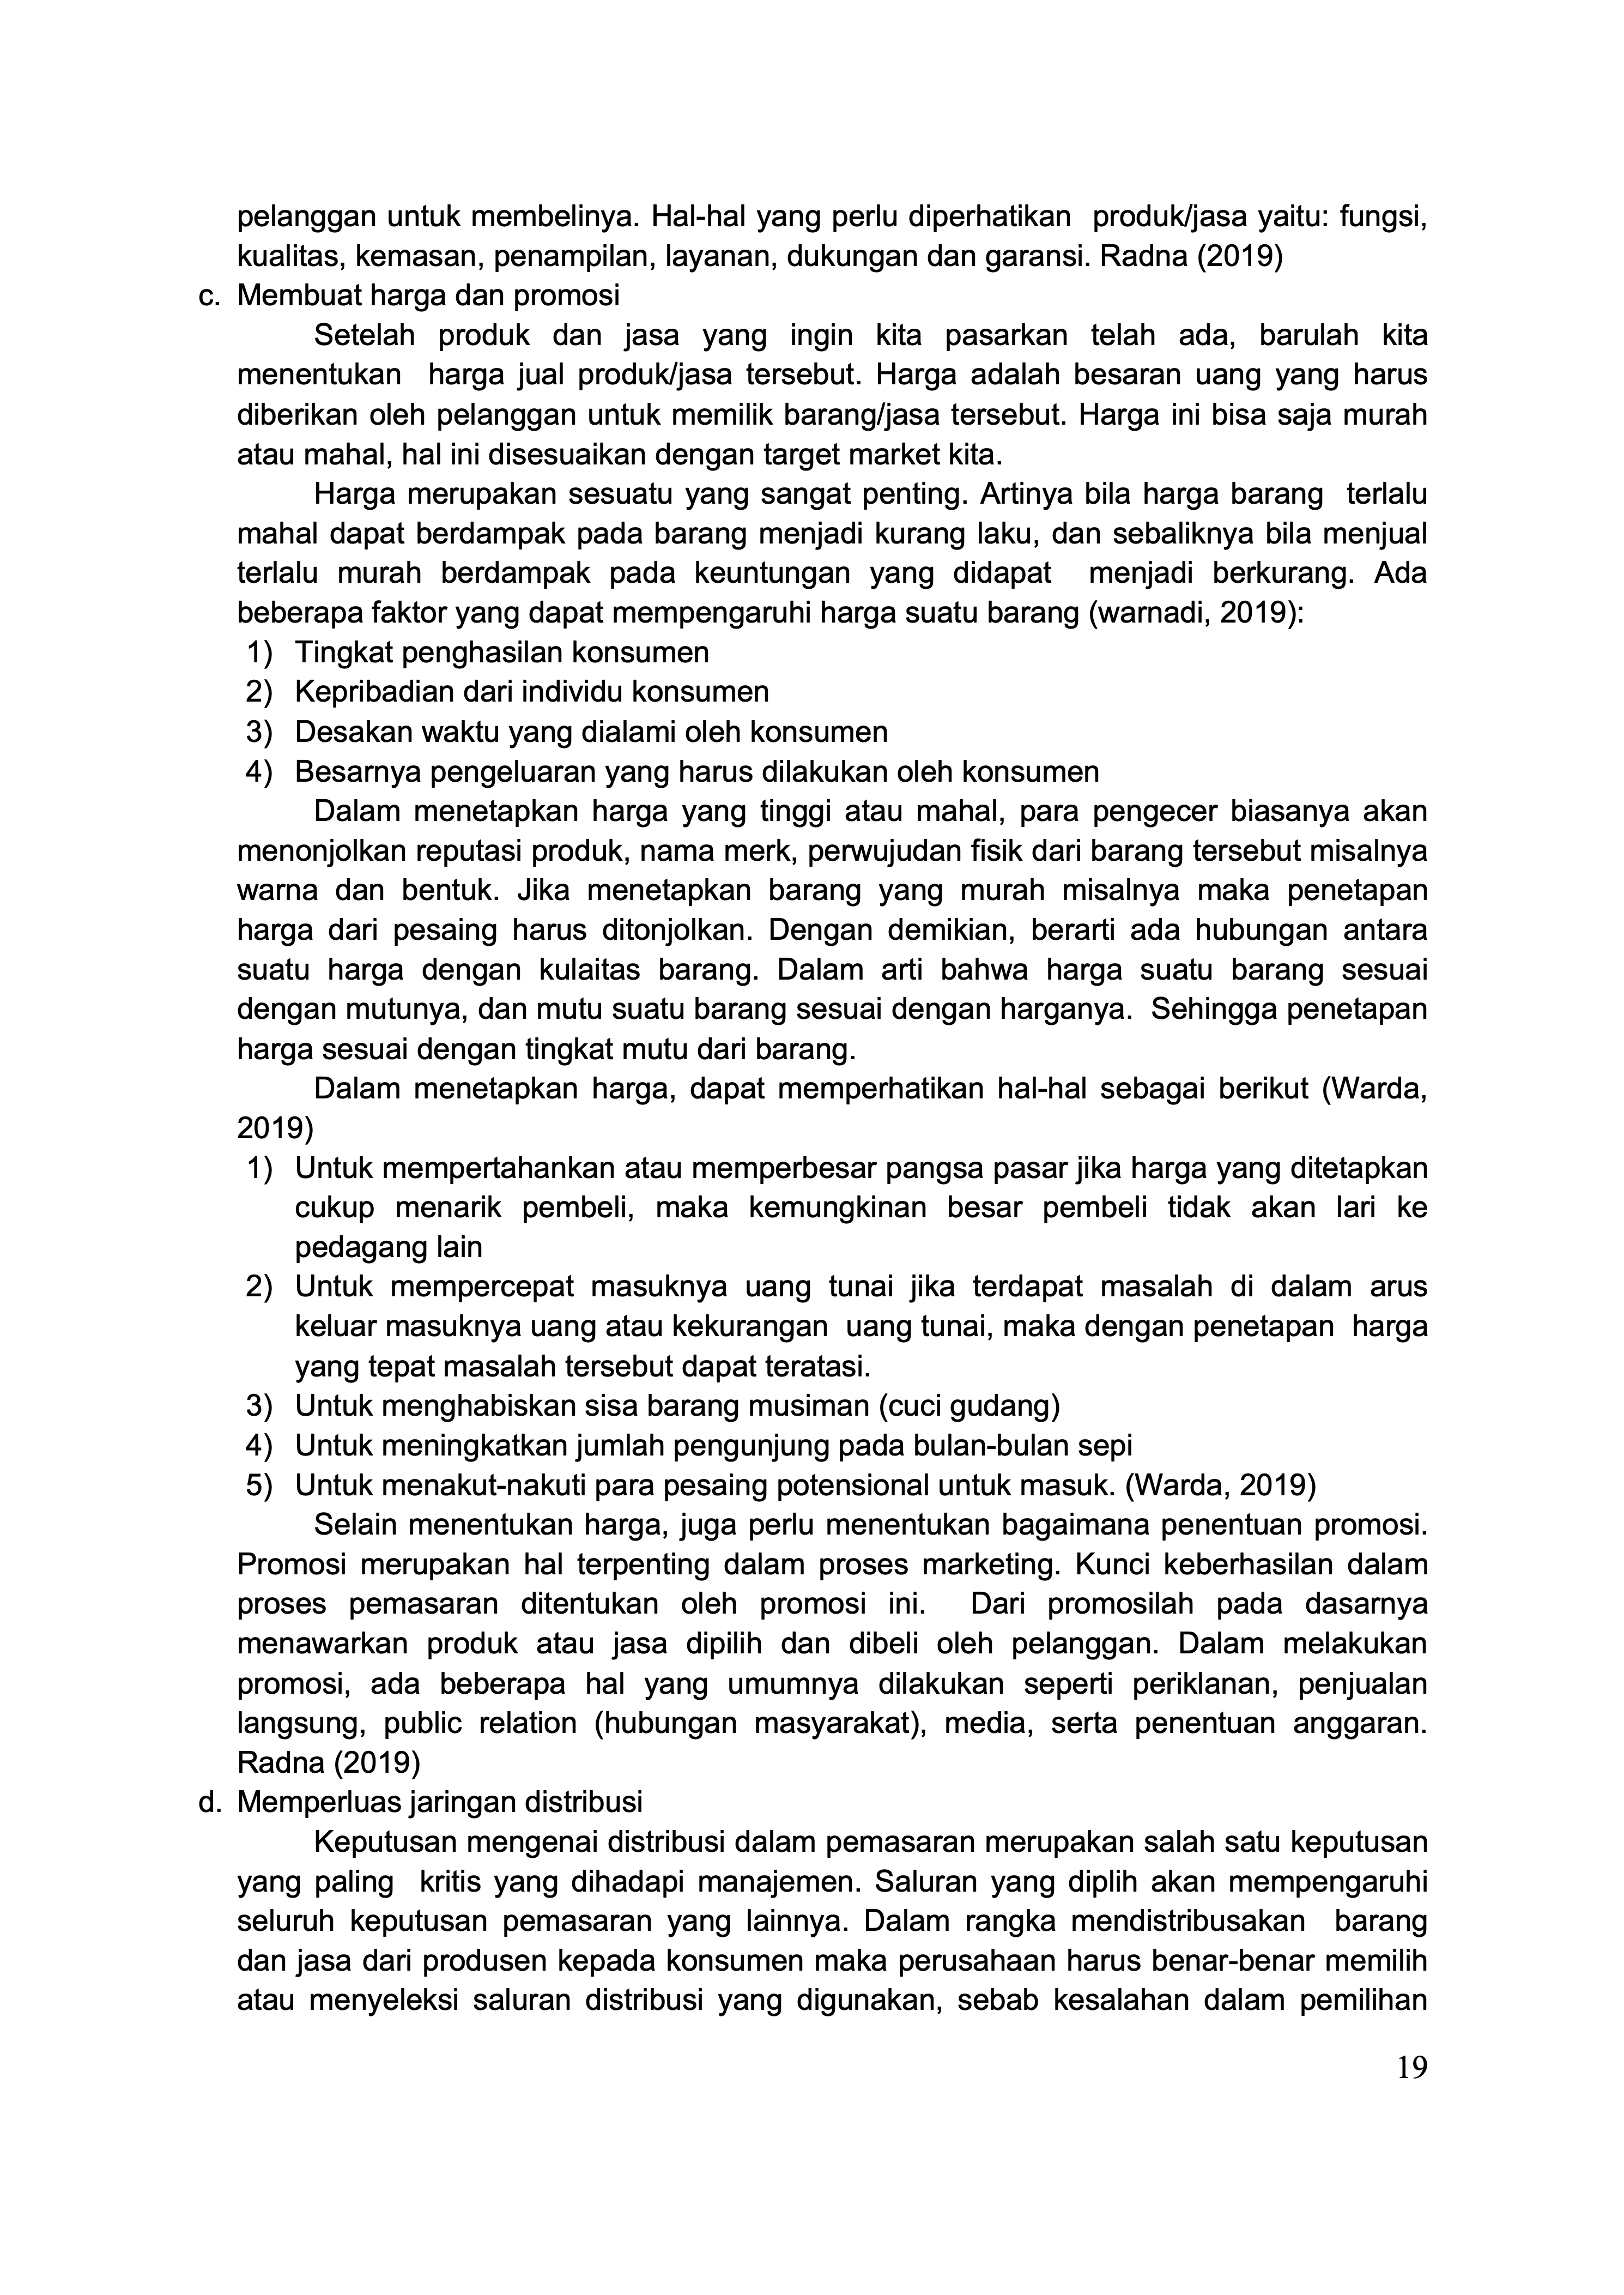 pelanggan untuk membelinya. Hal-hal yang perlu diperhatikan  produk/jasa yaitu: fungsi,
kualitas, kemasan, penampilan, layanan, dukungan dan garansi. Radna (2019)
c. Membuat harga dan promosi
Setelah produk dan jasa yang ingin kita pasarkan telah ada, barulah kita
menentukan  harga jual produk/jasa tersebut. Harga adalah besaran uang yang harus
diberikan oleh pelanggan untuk memilik barang/jasa tersebut. Harga ini bisa saja murah
atau mahal, hal ini disesuaikan dengan target market kita.
Harga merupakan sesuatu yang sangat penting. Artinya bila harga barang  terlalu
mahal dapat berdampak pada barang menjadi kurang laku, dan sebaliknya bila menjual
terlalu murah berdampak pada keuntungan yang didapat  menjadi berkurang. Ada
beberapa faktor yang dapat mempengaruhi harga suatu barang (warnadi, 2019):
1) Tingkat penghasilan konsumen
2) Kepribadian dari individu konsumen
3) Desakan waktu yang dialami oleh konsumen
4) Besarnya pengeluaran yang harus dilakukan oleh konsumen
Dalam menetapkan harga yang tinggi atau mahal, para pengecer biasanya akan
menonjolkan reputasi produk, nama merk, perwujudan fisik dari barang tersebut misalnya
warna dan bentuk. Jika menetapkan barang yang murah misalnya maka penetapan
harga dari pesaing harus ditonjolkan. Dengan demikian, berarti ada hubungan antara
suatu harga dengan kulaitas barang. Dalam arti bahwa harga suatu barang sesuai
dengan mutunya, dan mutu suatu barang sesuai dengan harganya.  Sehingga penetapan
harga sesuai dengan tingkat mutu dari barang.
Dalam menetapkan harga, dapat memperhatikan hal-hal sebagai berikut (Warda,
2019)
1) Untuk mempertahankan atau memperbesar pangsa pasar jika harga yang ditetapkan
cukup menarik pembeli, maka kemungkinan besar pembeli tidak akan lari ke
pedagang lain
2) Untuk mempercepat masuknya uang tunai jika terdapat masalah di dalam arus
keluar masuknya uang atau kekurangan  uang tunai, maka dengan penetapan  harga
yang tepat masalah tersebut dapat teratasi.
3) Untuk menghabiskan sisa barang musiman (cuci gudang)
4) Untuk meningkatkan jumlah pengunjung pada bulan-bulan sepi
5) Untuk menakut-nakuti para pesaing potensional untuk masuk. (Warda, 2019)
Selain menentukan harga, juga perlu menentukan bagaimana penentuan promosi.
Promosi merupakan hal terpenting dalam proses marketing. Kunci keberhasilan dalam
proses pemasaran ditentukan oleh promosi ini.  Dari promosilah pada dasarnya
menawarkan produk atau jasa dipilih dan dibeli oleh pelanggan. Dalam melakukan
promosi, ada beberapa hal yang umumnya dilakukan seperti periklanan, penjualan
langsung, public relation (hubungan masyarakat), media, serta penentuan anggaran.
Radna (2019)
d. Memperluas jaringan distribusi
Keputusan mengenai distribusi dalam pemasaran merupakan salah satu keputusan
yang paling  kritis yang dihadapi manajemen. Saluran yang diplih akan mempengaruhi
seluruh keputusan pemasaran yang lainnya. Dalam rangka mendistribusakan  barang
dan jasa dari produsen kepada konsumen maka perusahaan harus benar-benar memilih
atau menyeleksi saluran distribusi yang digunakan, sebab kesalahan dalam pemilihan
19